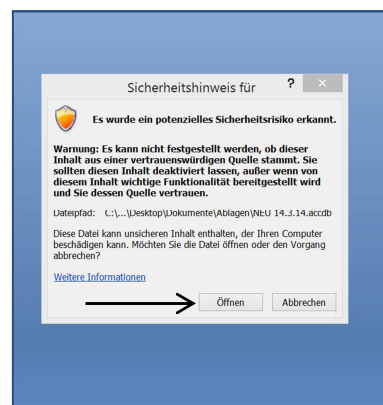 Sicherheitshinweis für ?
Es wurde ein potenzielles Sicherheitsrisiko erkannt.
Warnung: Es kann nicht festgestellt werden, ob dieser
Inhalt aus einer vertrauenswürdigen Quelle stammt. Sie
sollten diesen Inhalt deaktiviert lassen, außer wenn von
diesem Inhalt wichtige Funktionalität bereitgestellt wird
und Sie dessen Quelle vertrauen.
Dateipfad: C:\...\Desktop\Dokumente\Ablagen\NEU 14.3.14.accdb
Diese Datei kann unsicheren Inhalt enthalten, der Ihren Computer
beschädigen kann. Möchten Sie die Datei öffnen oder den Vorgang
abbrechen?
Weitere Informationen
Öffnen Abbrechen